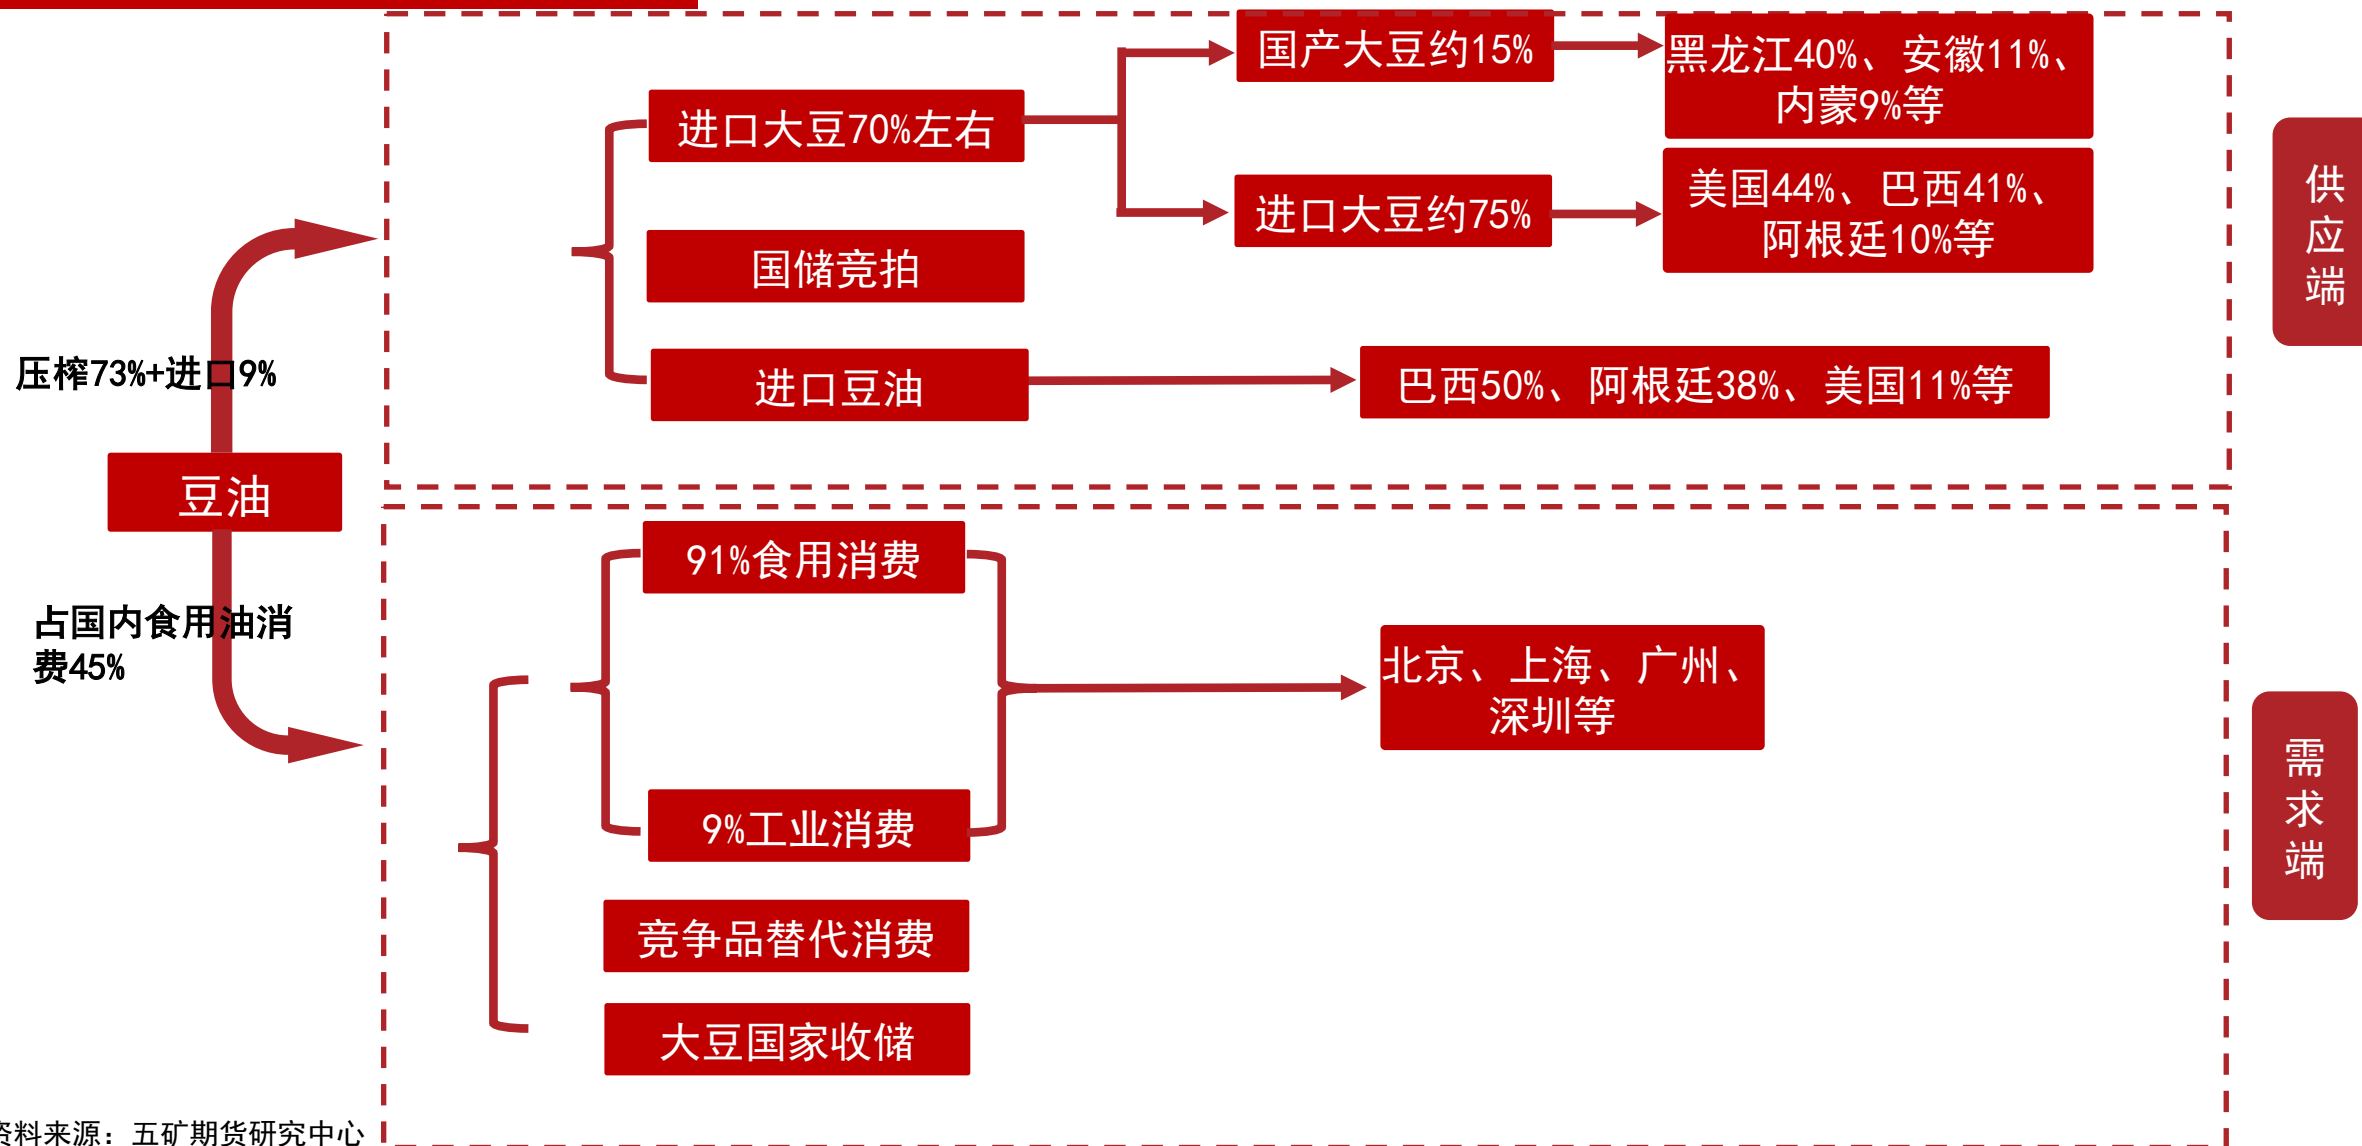 国产大豆约15%
黑龙江40%、安徽11%、
内蒙9%等
进口大豆70%左右
进口大豆约75%
美国44%、巴西41%、
阿根廷10%等
国储竞拍
进口豆油
巴西50%、阿根廷38%、美国11%等
供
应
端
压榨73%+进口9%
豆油
占国内食用油消
费45%
91%食用消费
9%工业消费
北京、上海、广州、
深圳等
竞争品替代消费
大豆国家收储
需
求
端
资料来源：五矿期货研究中心